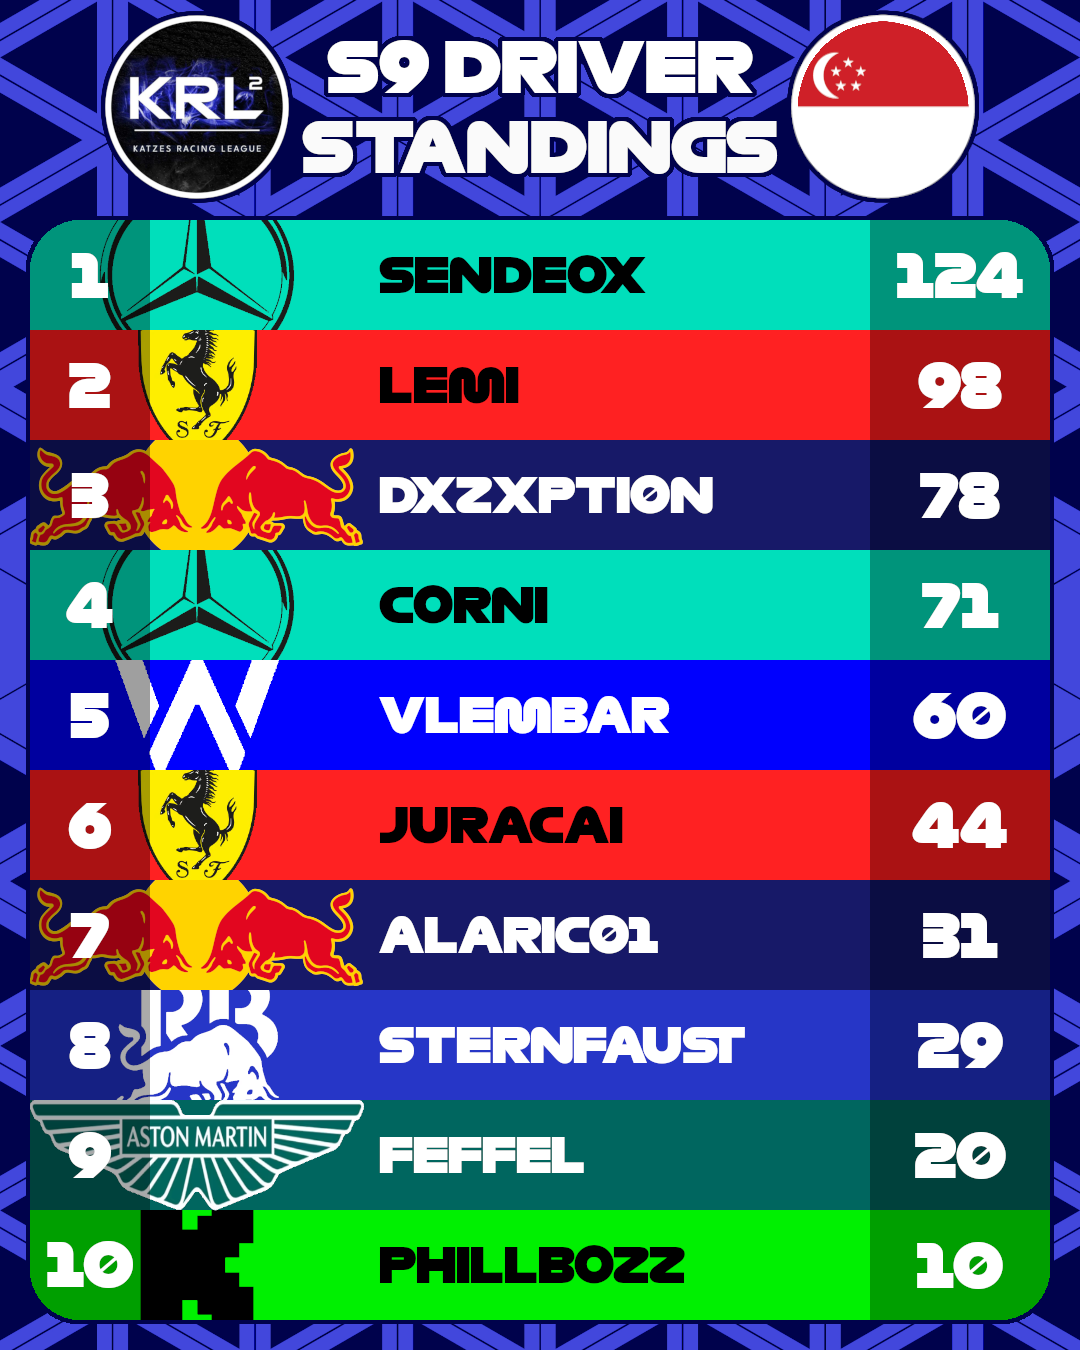 KRL²
KATZES RACING LEAGUE
S9 DRIVER
STANDINGS
1 SENDEOX 124
2 S F LEMI 98
3 DXZXPTION 78
4 CORNI 71
5 W VLEMBAR 60
6 S F JURACAI 44
7 ALARIC01 31
8 RB STERNFAUST 29
9 ASTON MARTIN FEFFEL 20
10 K PHILLBOZZ 10